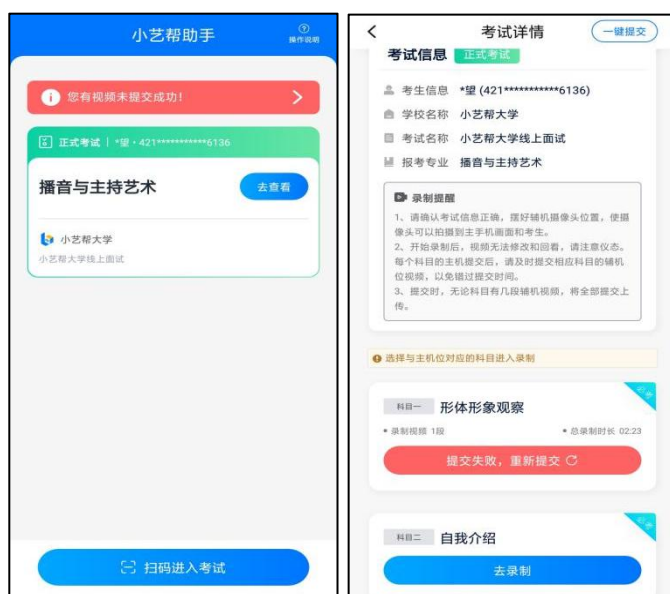 小艺帮助手
操作说明
您有视频未提交成功!
正式考试 | *望·421***********6136
播音与主持艺术
去查看
小艺帮大学
小艺帮大学线上面试
扫码进入考试
考试详情
一键提交
考试信息 正式考试
考生信息 *望 (421***********6136)
学校名称 小艺帮大学
考试名称 小艺帮大学线上面试
报考专业 播音与主持艺术
录制提醒
1、请确认考试信息正确,摆好辅机摄像头位置,使摄
像头可以拍摄到主手机画面和考生。
2、开始录制后,视频无法修改和回看,请注意仪态。
每个科目的主机提交后,请及时提交相应科目的辅机
位视频,以免错过提交时间。
3、提交时,无论科目有几段辅机视频,将全部提交上
传。
选择与主机位对应的科目进入录制
必考
科目一 形体形象观察
录制视频 1段
总录制时长 02:23
提交失败,重新提交
必考
科目二 自我介绍
去录制